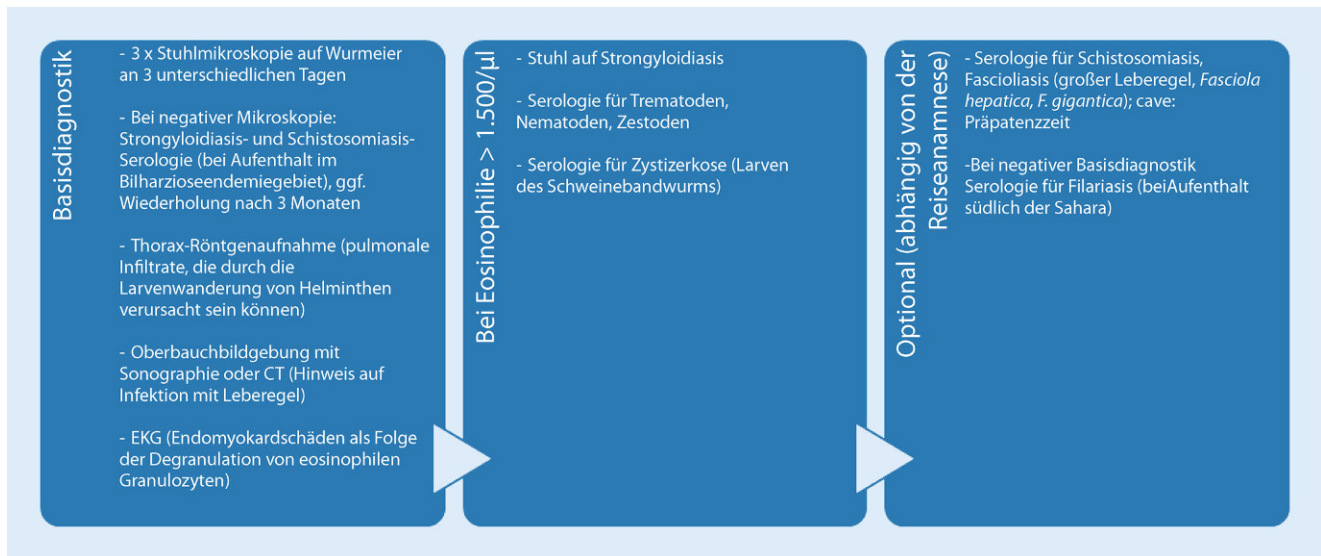 Basisdiagnostik
- 3 x Stuhlmikroskopie auf Wurmeier
an 3 unterschiedlichen Tagen
- Bei negativer Mikroskopie:
Strongyloidiasis- und Schistosomiasis-
Serologie (bei Aufenthalt im
Bilharzioseendemiegebiet), ggf.
Wiederholung nach 3 Monaten
- Thorax-Röntgenaufnahme (pulmonale
Infiltrate, die durch die
Larvenwanderung von Helminthen
verursacht sein können)
- Oberbauchbildgebung mit
Sonographie oder CT (Hinweis auf
Infektion mit Leberegel)
- EKG (Endomyokardschäden als Folge
der Degranulation von eosinophilen
Granulozyten)
Bei Eosinophilie > 1.500/µl
- Stuhl auf Strongyloidiasis
- Serologie für Trematoden,
Nematoden, Zestoden
- Serologie für Zystizerkose (Larven
des Schweinebandwurms)
Optional (abhängig von der
Reiseanamnese)
- Serologie für Schistosomiasis,
Fascioliasis (großer Leberegel, Fasciola
hepatica, F. gigantica); cave:
Präpatenzzeit
-Bei negativer Basisdiagnostik
Serologie für Filariasis (beiAufenthalt
südlich der Sahara)